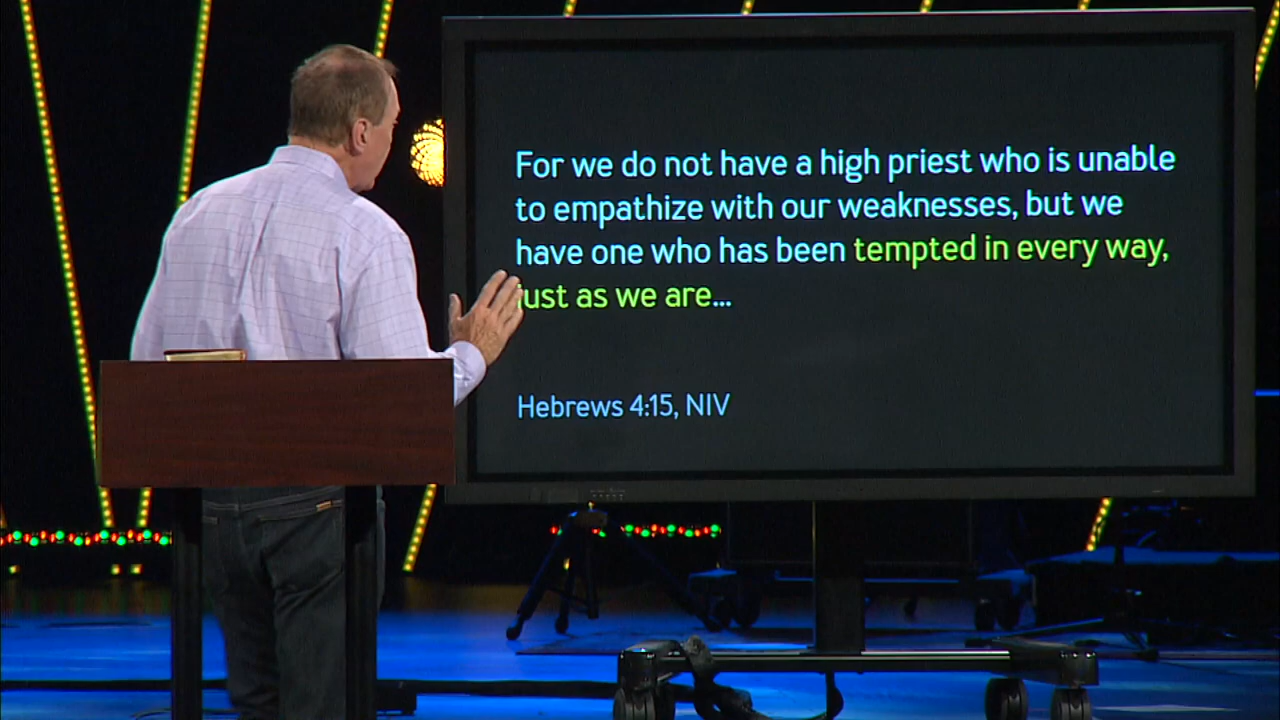 For we do not have a high priest who is unable
to empathize with our weaknesses, but we
have one who has been tempted in every way,
just as we are...
Hebrews 4:15, NIV